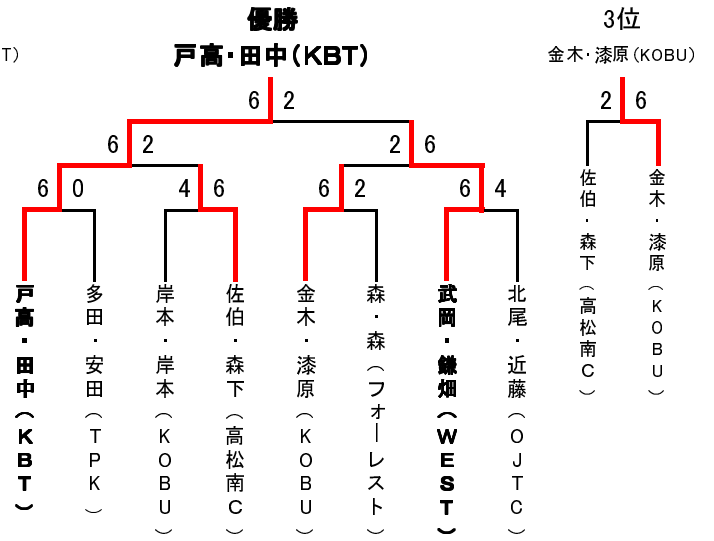 優勝
3位
T)
戸高・田中(KBT)
金木・漆原(KOBU)
6 2
2 6
6 2
2 6
6 0
4 6
6 2
6 4
戸高・田中(KBT)
多田・安田(TPK)
岸本・岸本(KOBU)
佐伯・森下(高松南C)
金木・漆原(KOBU)
森・森(フォーレスト)
武岡・鎌畑(WEST)
北尾・近藤(OJTC)
佐伯・森下(高松南C)
金木・漆原(KOBU)